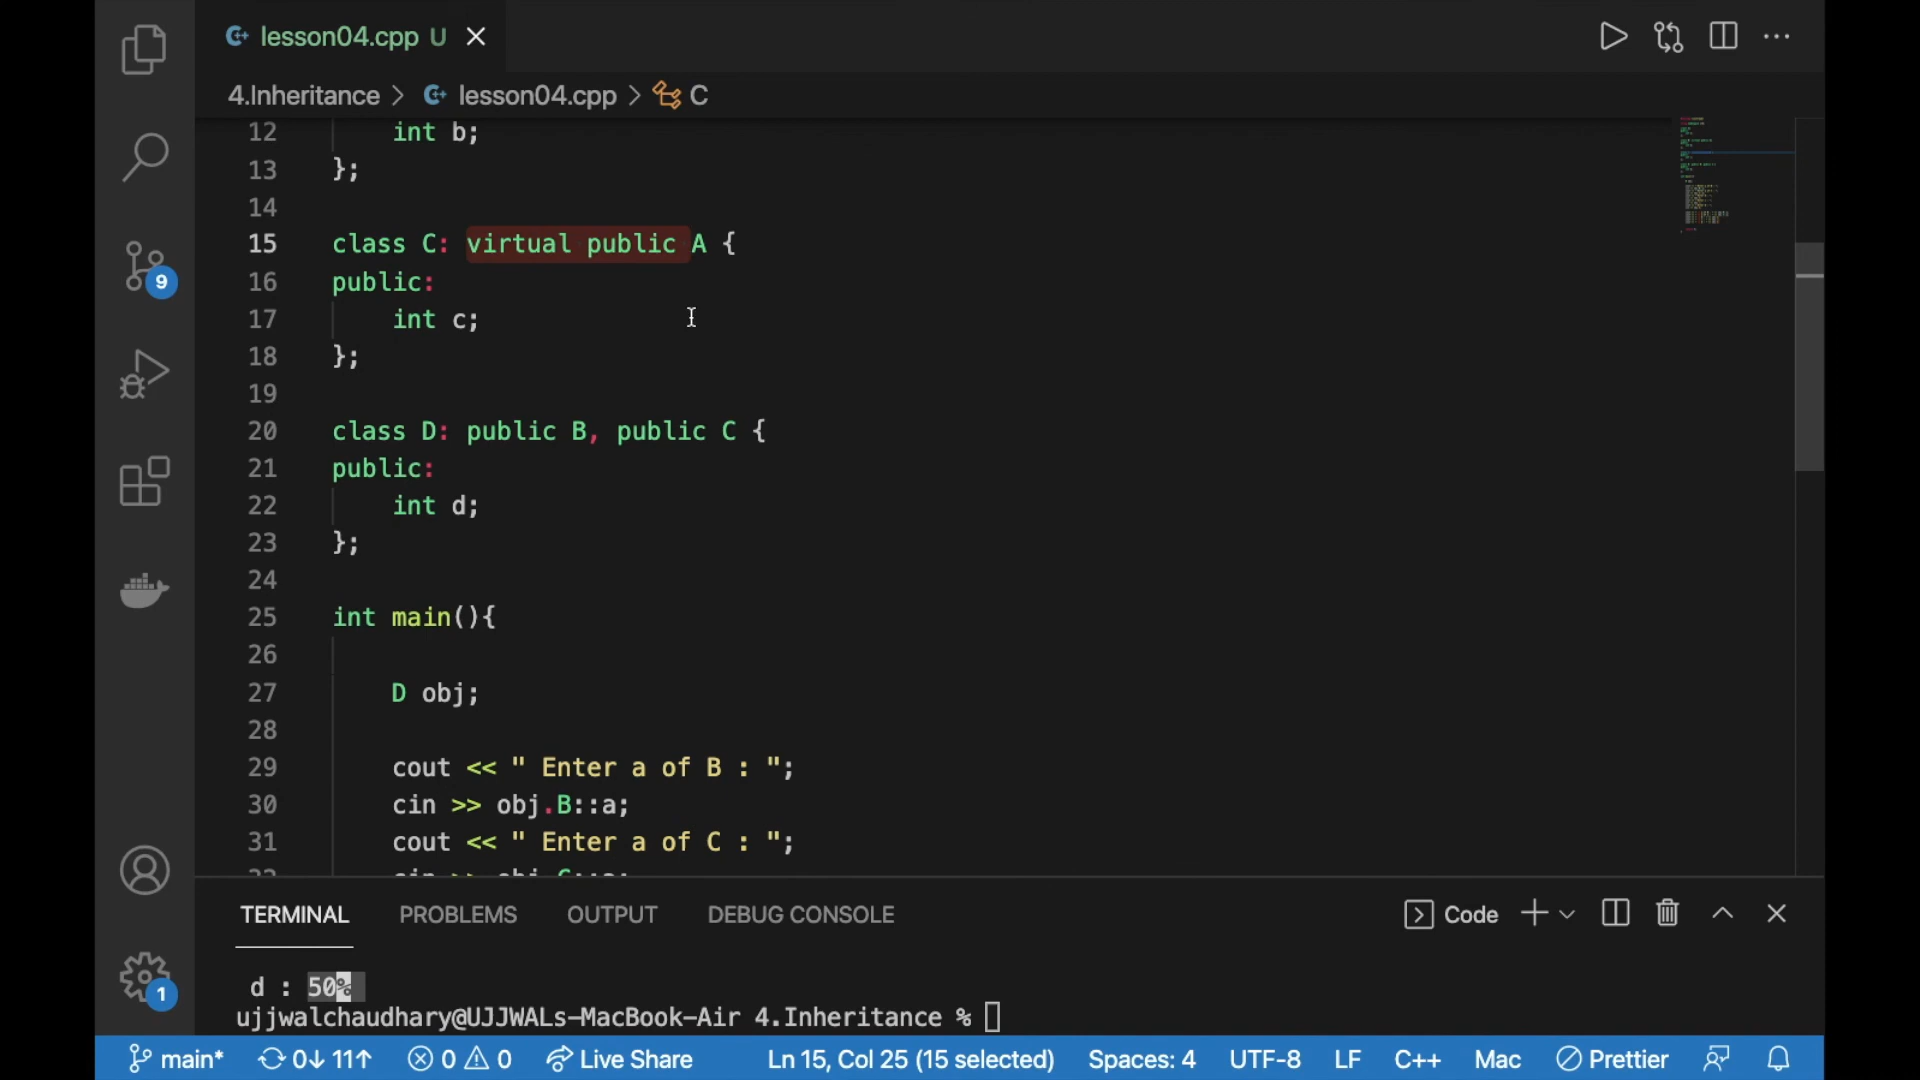 lesson04.cpp U
4.Inheritance > lesson04.cpp > C
12 int b;
13 };
14
15 class C: virtual public A {
16 public:
17 int c;
18 };
19
20 class D: public B, public C {
21 public:
22 int d;
23 };
24
25 int main(){
26
27 D obj;
28
29 cout << " Enter a of B : ";
30 cin >> obj.B::a;
31 cout << " Enter a of C : ";
9
TERMINAL PROBLEMS OUTPUT DEBUG CONSOLE Code
d : 50%
ujjwalchaudhary@UJJWALs-MacBook-Air 4.Inheritance %
1
main* 0↓ 11↑ 0 0 Live Share Ln 15, Col 25 (15 selected) Spaces: 4 UTF-8 LF C++ Mac Prettier